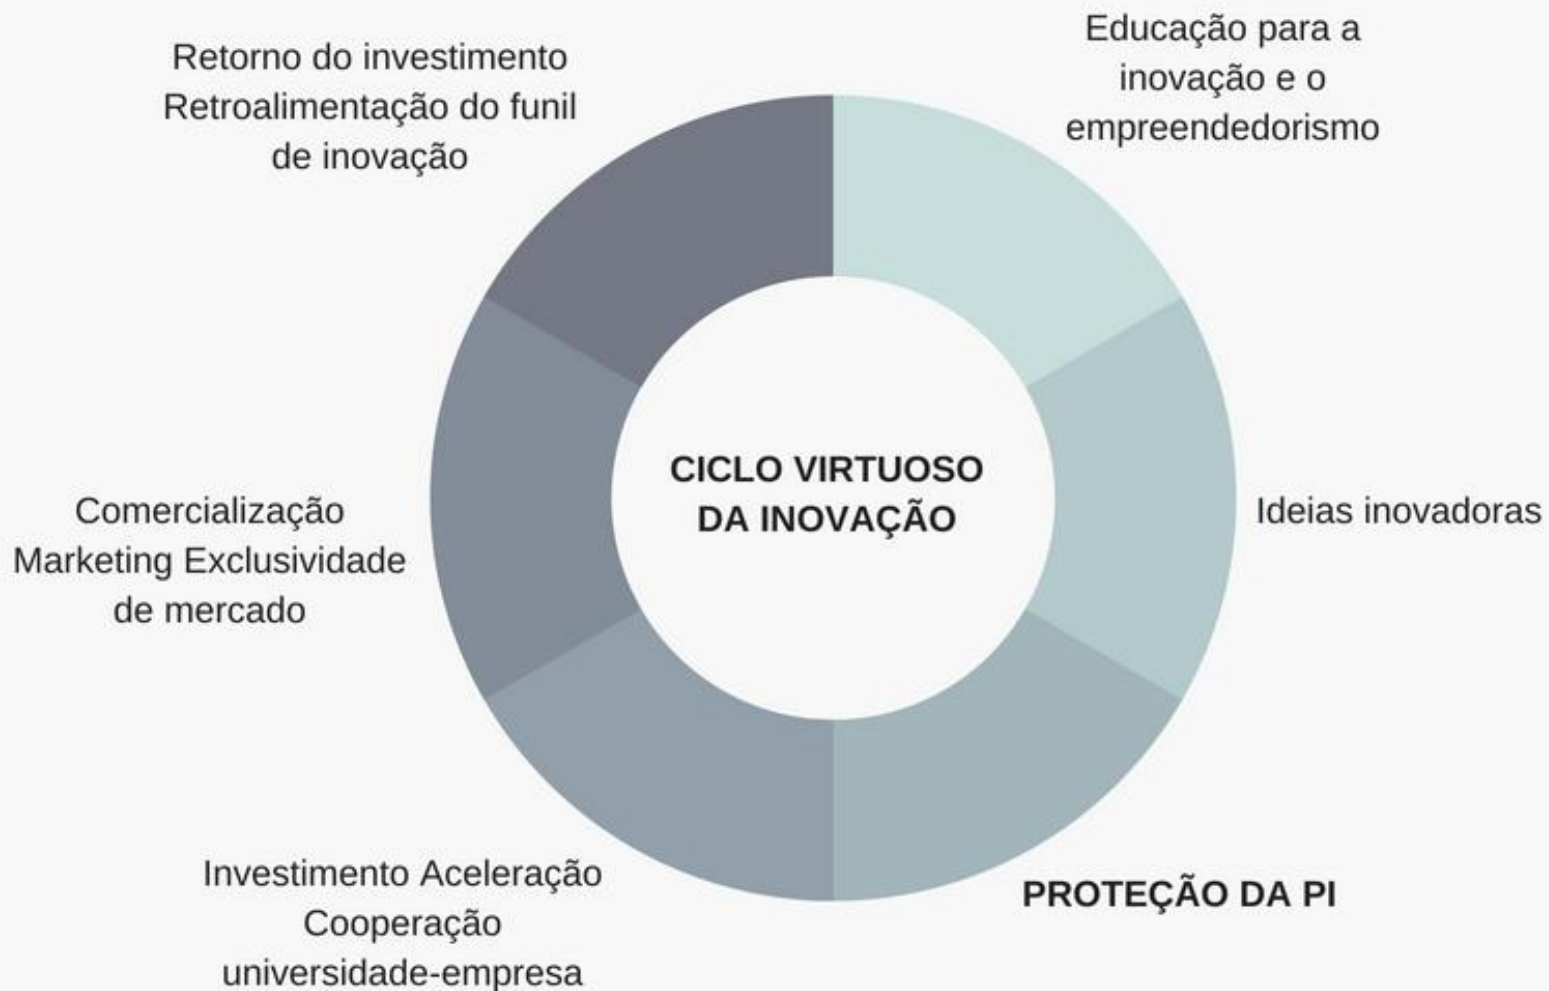 Educação para a
inovação e o
empreendedorismo
Ideias inovadoras
PROTEÇÃO DA PI
Investimento Aceleração
Cooperação
universidade-empresa
Comercialização
Marketing Exclusividade
de mercado
Retorno do investimento
Retroalimentação do funil
de inovação
CICLO VIRTUOSO
DA INOVAÇÃO